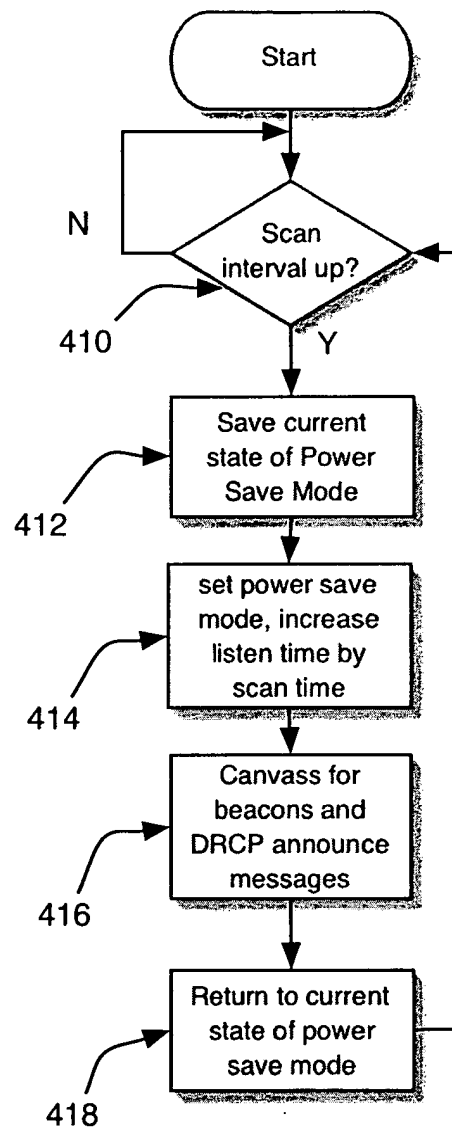 Start
N
Scan
interval up?
410
Y
Save current
state of Power
Save Mode
412
set power save
mode, increase
listen time by
scan time
414
Canvass for
beacons and
DRCP announce
messages
416
Return to current
state of power
save mode
418